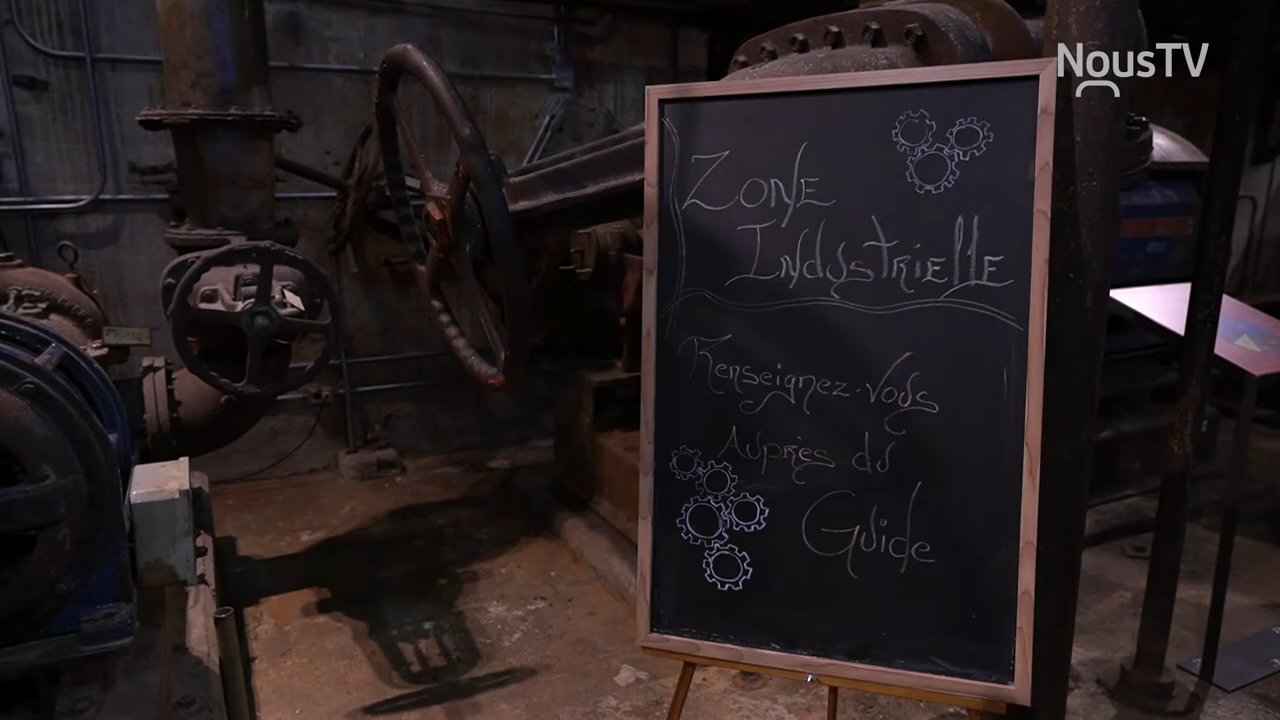 NousTV
Zone
Industrielle
Renseignez-vous
Auprès du
Guide